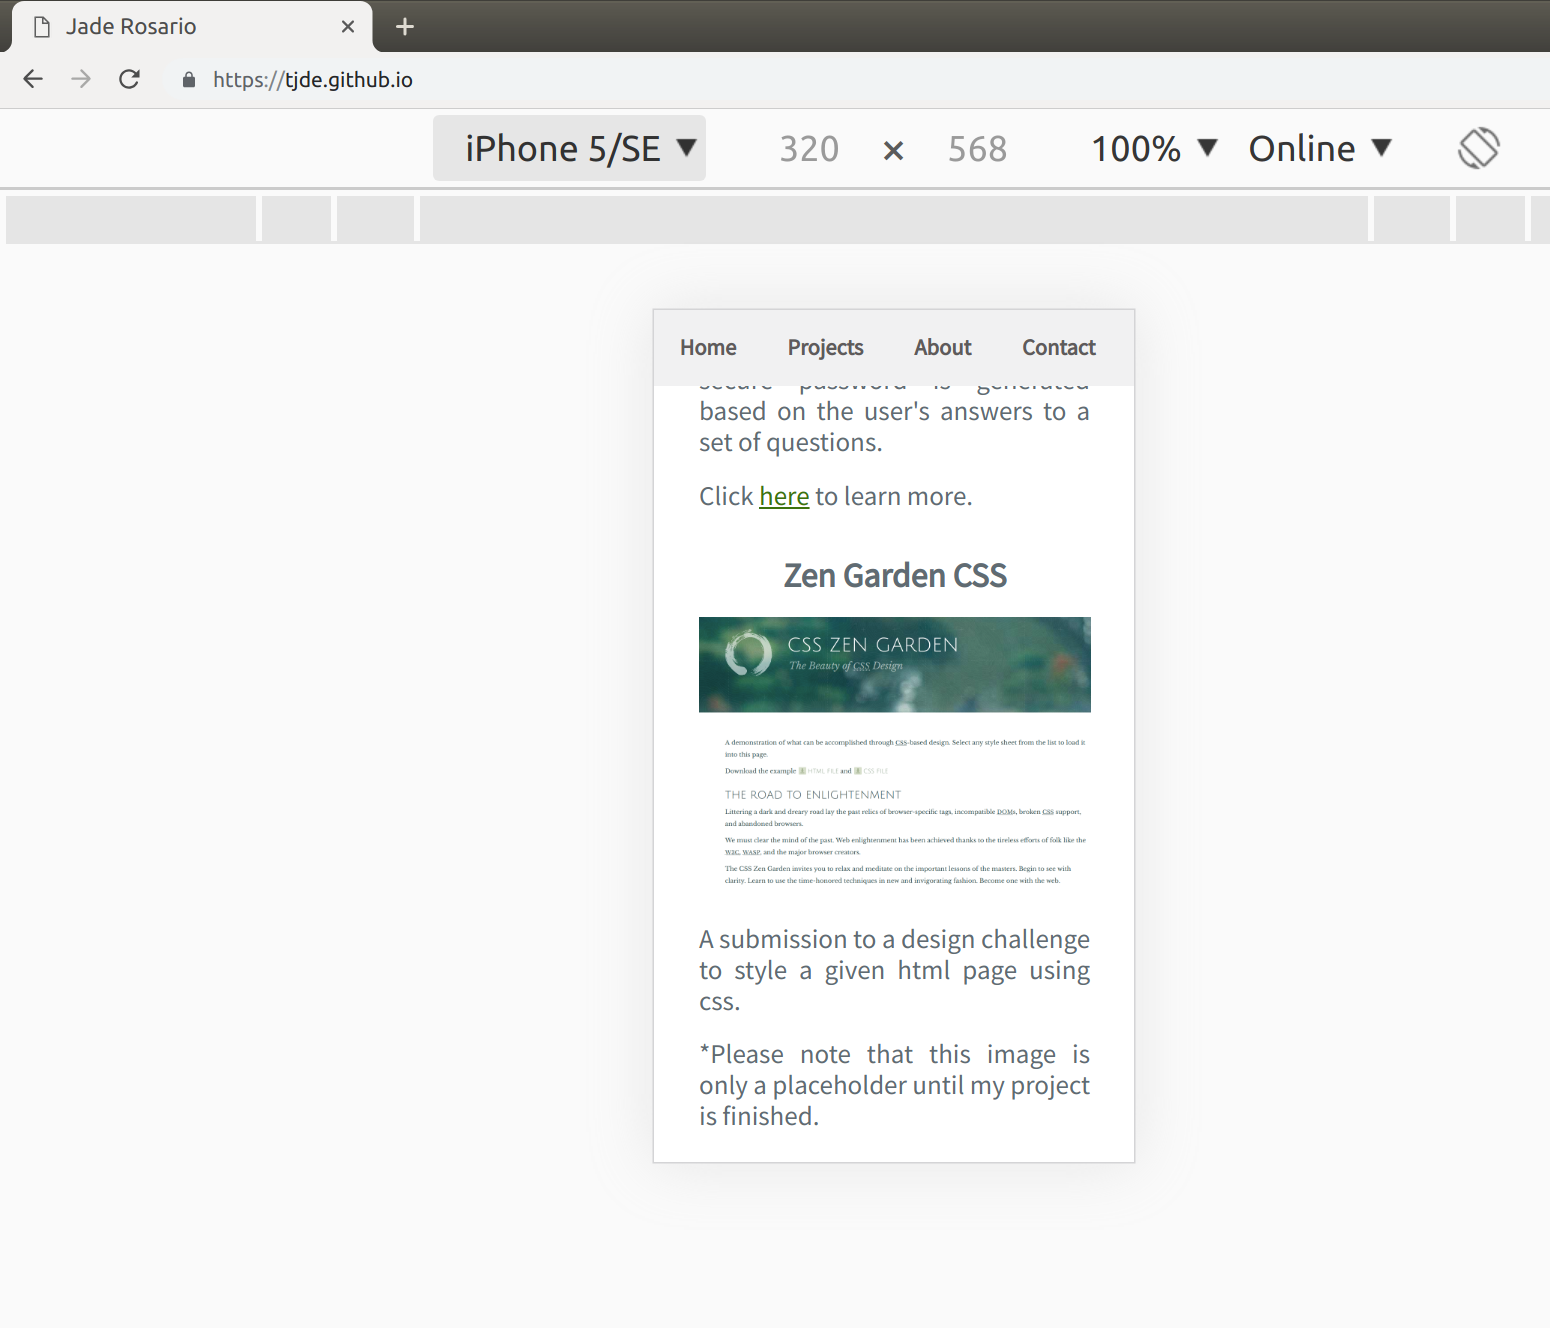 Jade Rosario
https://tjde.github.io
iPhone 5/SE ▼ 320 × 568 100% ▼ Online ▼
Home Projects About Contact
secure password is generated
based on the user's answers to a
set of questions.
Click here to learn more.
Zen Garden CSS
CSS ZEN GARDEN
The Beauty of CSS Design
A demonstration of what can be accomplished through CSS-based design. Select any style sheet from the list to load it
into this page.
Download the example HTML FILE and CSS FILE
THE ROAD TO ENLIGHTENMENT
Littering a dark and dreary road lay the past relics of browser-specific tags, incompatible DOMs, broken CSS support,
and abandoned browsers.
We must clear the mind of the past. Web enlightenment has been achieved thanks to the tireless efforts of folk like the
W3C, WASP, and the major browser creators.
The CSS Zen Garden invites you to relax and meditate on the important lessons of the masters. Begin to see with
clarity. Learn to use the time-honored techniques in new and invigorating fashion. Become one with the web.
A submission to a design challenge
to style a given html page using
css.
*Please note that this image is
only a placeholder until my project
is finished.